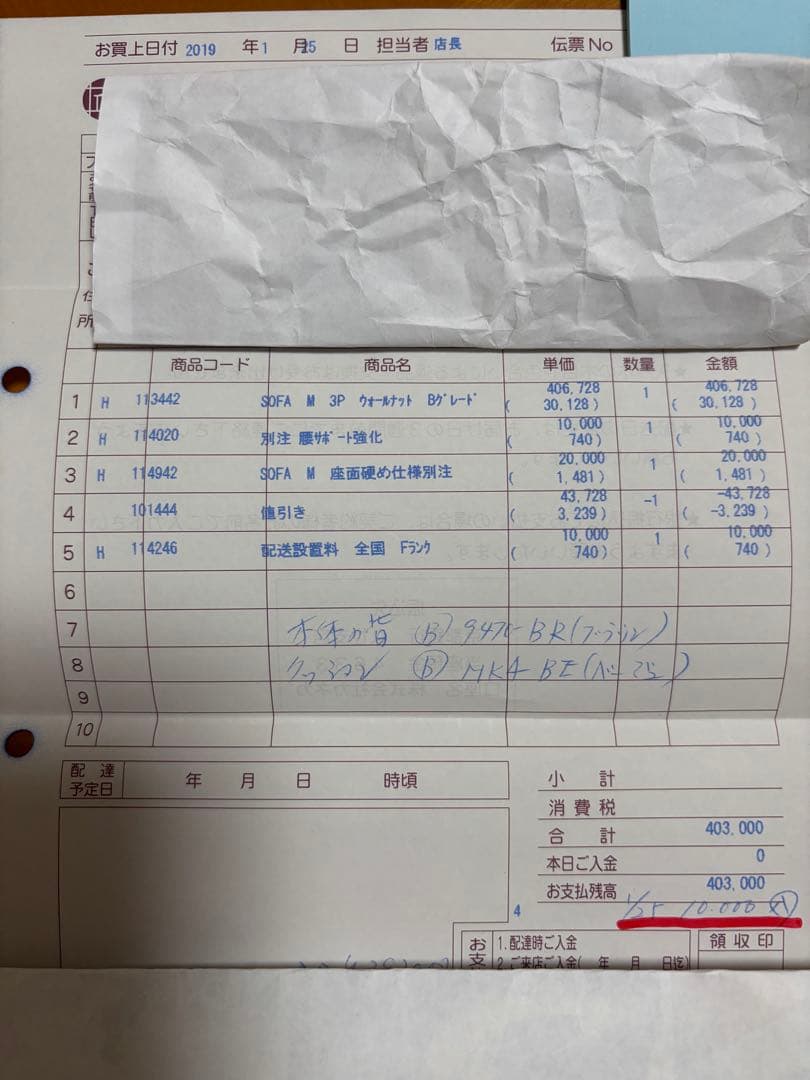 お買上日付 2019 年 1 月 25 日 担当者 店長 伝票No
所
商品コード 商品名 単価 数量 金額
1 H 113442 SOFA M 3P ウォールナット Bグレード 406,728 1 406,728
( 30,128 ) ( 30,128 )
2 H 114020 別注 腰サポート強化 10,000 1 10,000
( 740 ) ( 740 )
3 H 114942 SOFA M 座面硬め仕様別注 20,000 1 20,000
( 1,481 ) ( 1,481 )
4 101444 値引き 43,728 -1 -43,728
( 3,239 ) ( -3,239 )
5 H 114246 配送設置料 全国 Fランク 10,000 1 10,000
( 740 ) ( 740 )
6
7 本体が皆 (B) BR(ブラウン)
8 クッション (B) MKA-BE(ベージュ)
9
10
配達予定日 年 月 日 時頃
小計
消費税
合計 403,000
本日ご入金 0
お支払残高 403,000
1/25 10.000
4
お支 1.配達時ご入金 領収印
2.ご来店ご入金( 年 月 日迄)